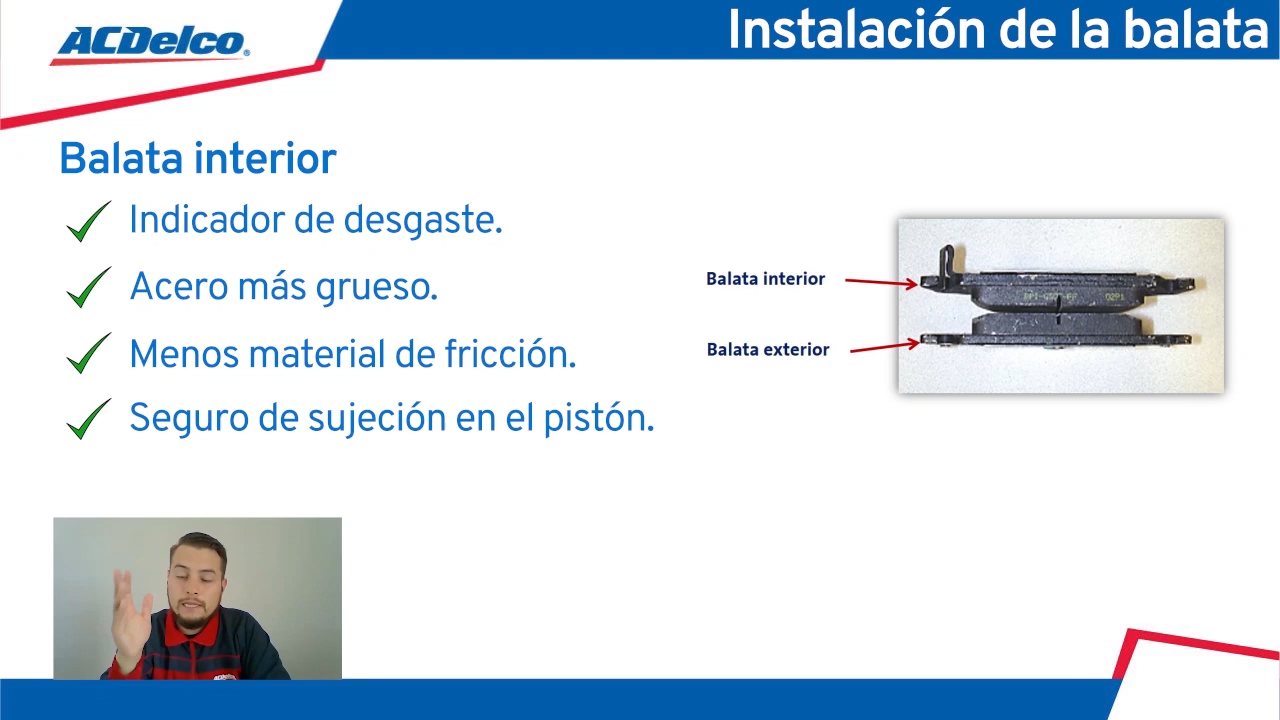 ACDelco®
Instalación de la balata
Balata interior
Indicador de desgaste.
Acero más grueso.
Menos material de fricción.
Seguro de sujeción en el pistón.
Balata interior
Balata exterior
ACDelco